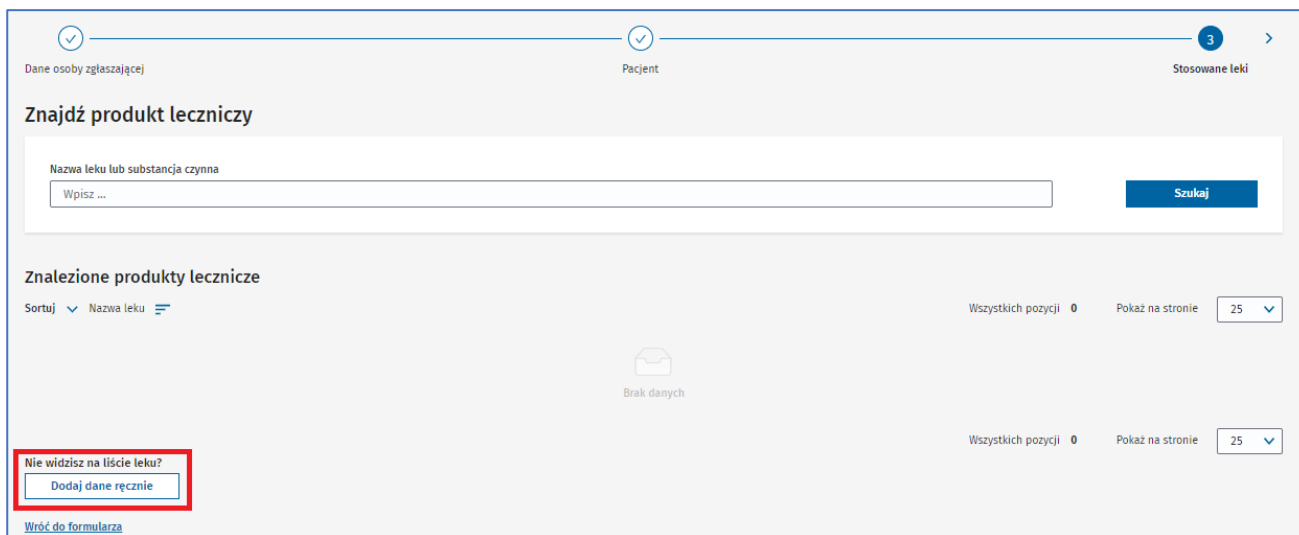 3
Dane osoby zgłaszającej
Pacjent
Stosowane leki
Znajdź produkt leczniczy
Nazwa leku lub substancja czynna
Wpisz ...
Szukaj
Znalezione produkty lecznicze
Sortuj Nazwa leku
Wszystkich pozycji 0 Pokaż na stronie 25
Brak danych
Wszystkich pozycji 0 Pokaż na stronie 25
Nie widzisz na liście leku?
Dodaj dane ręcznie
Wróć do formularza